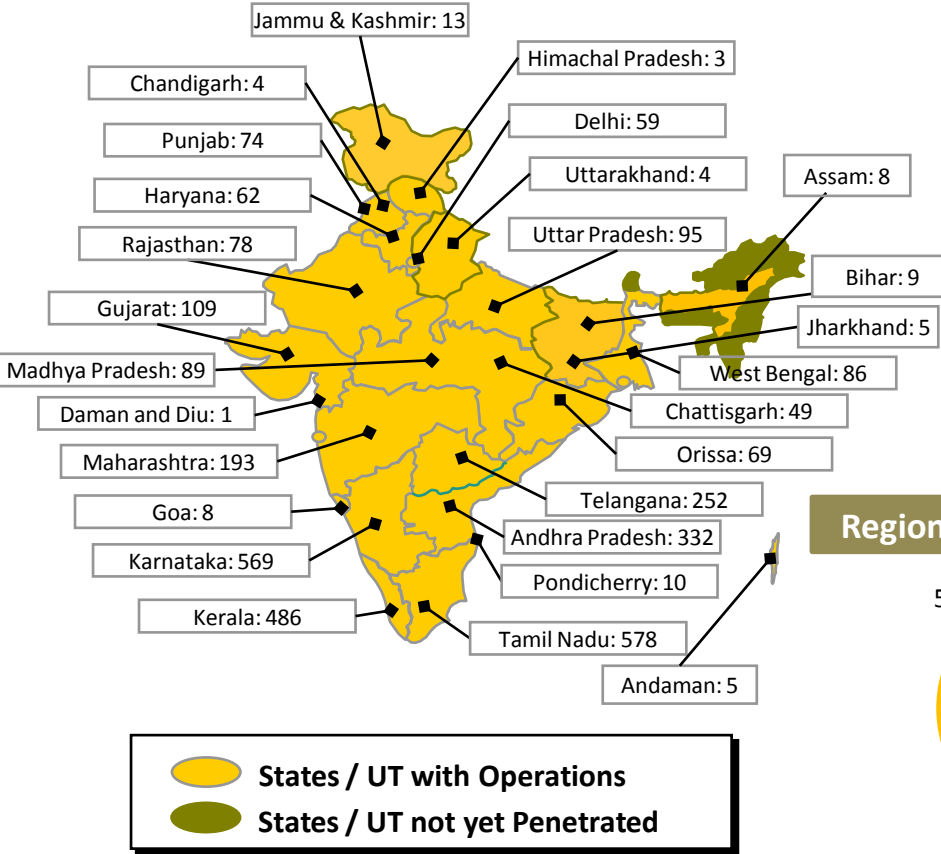 Jammu & Kashmir: 13
Himachal Pradesh: 3
Chandigarh: 4
Delhi: 59
Punjab: 74
Uttarakhand: 4
Assam: 8
Haryana: 62
Rajasthan: 78
Uttar Pradesh: 95
Bihar: 9
Gujarat: 109
Jharkhand: 5
Madhya Pradesh: 89
West Bengal: 86
Daman and Diu: 1
Chattisgarh: 49
Maharashtra: 193
Orissa: 69
Telangana: 252
Goa: 8
Region
Andhra Pradesh: 332
Karnataka: 569
Pondicherry: 10
5
Kerala: 486
Tamil Nadu: 578
Andaman: 5
States / UT with Operations
States / UT not yet Penetrated